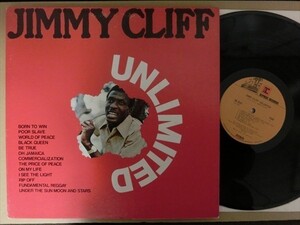 JIMMY CLIFF
UNLIMITED
BORN TO WIN
POOR SLAVE
WORLD OF PEACE
BLACK QUEEN
BE TRUE
OH JAMAICA
COMMERCIALIZATION
THE PRICE OF PEACE
ON MY LIFE
I SEE THE LIGHT
RIP OFF
FUNDAMENTAL REGGAY
UNDER THE SUN MOON AND STARS